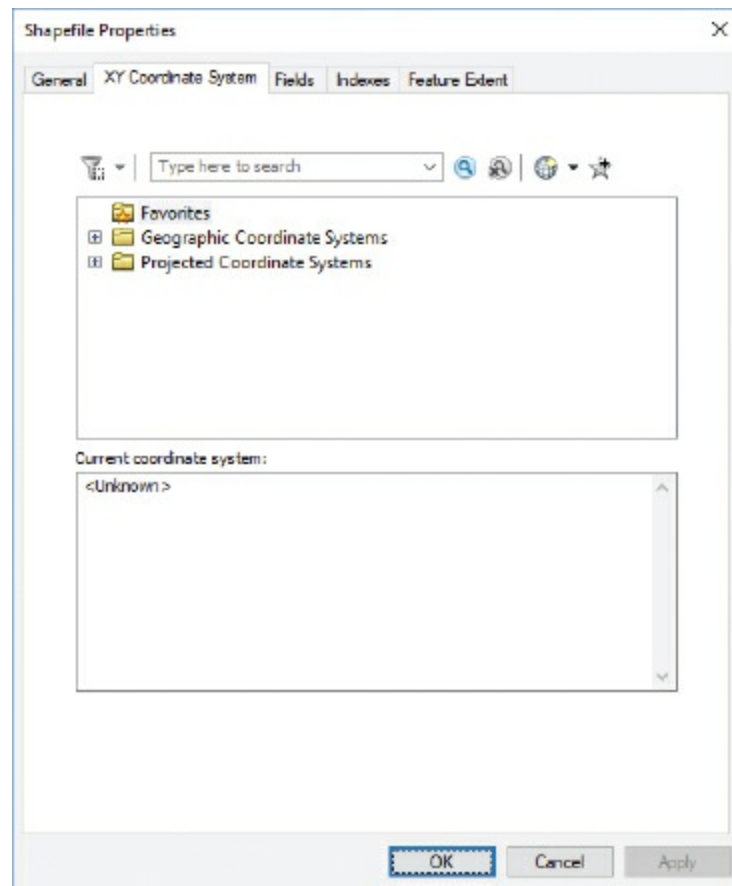 Shapefile Properties
General XY Coordinate System Fields Indexes Feature Extent
Type here to search
Favorites
Geographic Coordinate Systems
Projected Coordinate Systems
Current coordinate system:
<Unknown>
OK Cancel Apply